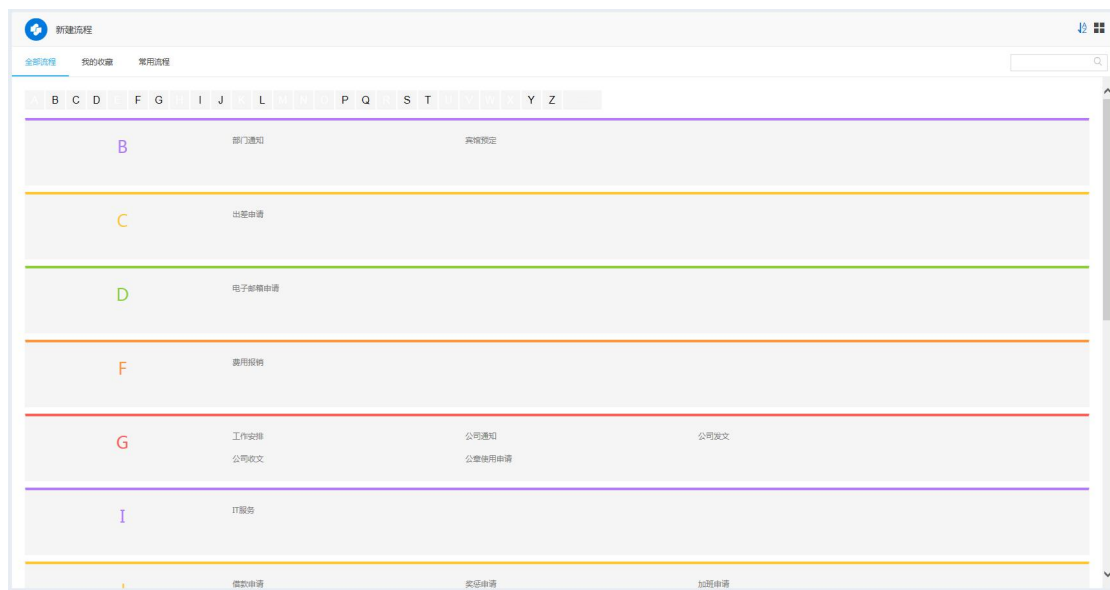 新建流程
全部流程 我的收藏 常用流程
A B C D E F G H I J K L M N O P Q R S T U V W X Y Z
B 部门通知 宾馆预定
C 出差申请
D 电子邮箱申请
F 费用报销
G 工作安排 公司通知 公司发文
公司收文 公章使用申请
I IT服务
J 借款申请 奖惩申请 加班申请